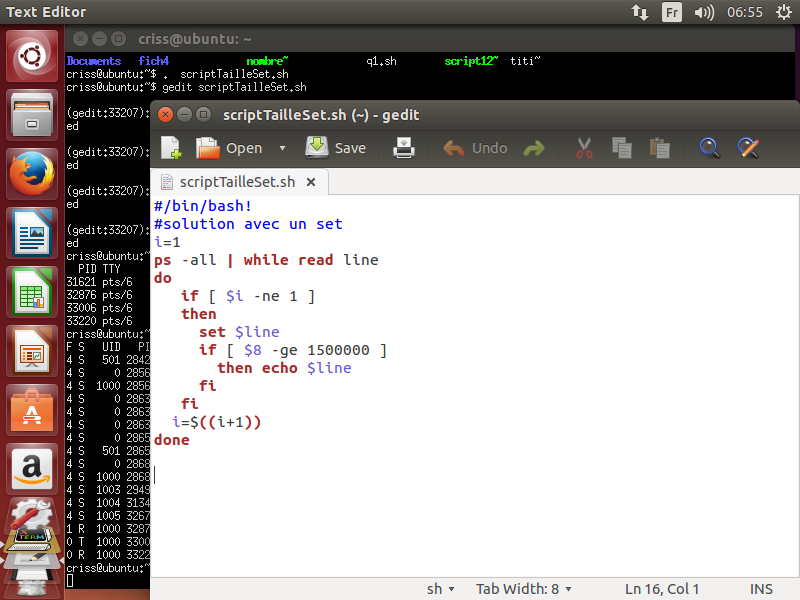 Text Editor Fr 06:55
criss@ubuntu: ~
Documents fich4 nombre~ q1.sh script12~ titi~
criss@ubuntu:~$ . scriptTailleSet.sh
criss@ubuntu:~$ gedit scriptTailleSet.sh
(gedit:33207):
ed
(gedit:33207):
ed
(gedit:33207):
ed
(gedit:33207):
ed
criss@ubuntu:~
PID TTY
31621 pts/6
32876 pts/6
33006 pts/6
33220 pts/6
criss@ubuntu:~
F S UID PI
4 S 501 2842
4 S 0 2856
4 S 1000 2856
4 S 0 2863
4 S 0 2863
4 S 0 2863
4 S 0 2865
4 S 501 2865
4 S 0 2868
4 S 1000 2868
4 S 1003 2949
4 S 1004 3134
4 S 1005 3267
1 R 1000 3287
0 T 1000 3300
0 R 1000 3322
criss@ubuntu:~
scriptTailleSet.sh (~) - gedit
Open Save Undo
scriptTailleSet.sh ×
#/bin/bash!
#solution avec un set
i=1
ps -all | while read line
do
if [ $i -ne 1 ]
then
set $line
if [ $8 -ge 1500000 ]
then echo $line
fi
fi
i=$((i+1))
done
sh Tab Width: 8 Ln 16, Col 1 INS
a
TERM